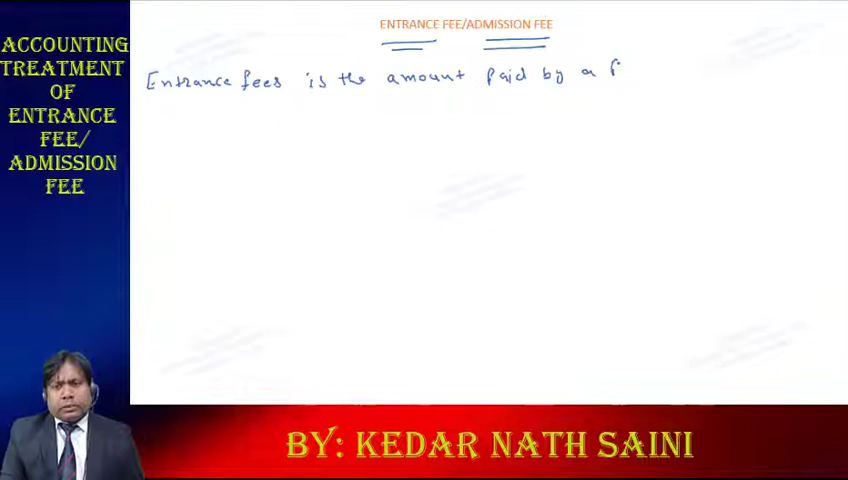 ENTRANCE FEE/ADMISSION FEE
ACCOUNTING
TREATMENT
OF
ENTRANCE
FEE/
ADMISSION
FEE
Entrance fees is the amount paid by a
BY: KEDAR NATH SAINI